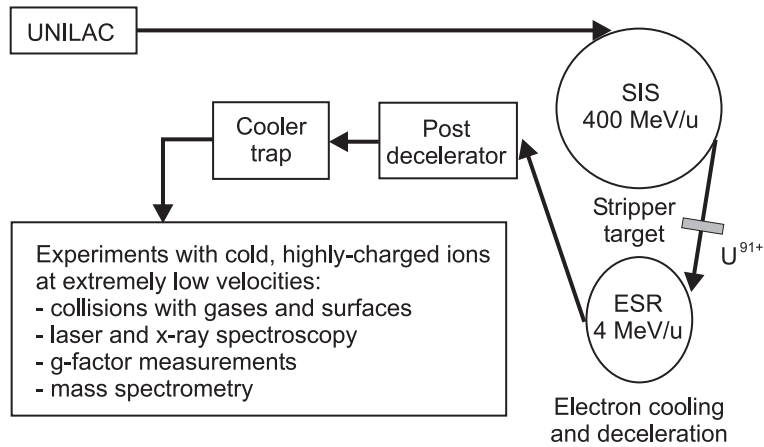 UNILAC
SIS
400 MeV/u
Cooler
trap
Post
decelerator
Stripper
target
U91+
ESR
4 MeV/u
Electron cooling
and deceleration
Experiments with cold, highly-charged ions
at extremely low velocities:
- collisions with gases and surfaces
- laser and x-ray spectroscopy
- g-factor measurements
- mass spectrometry